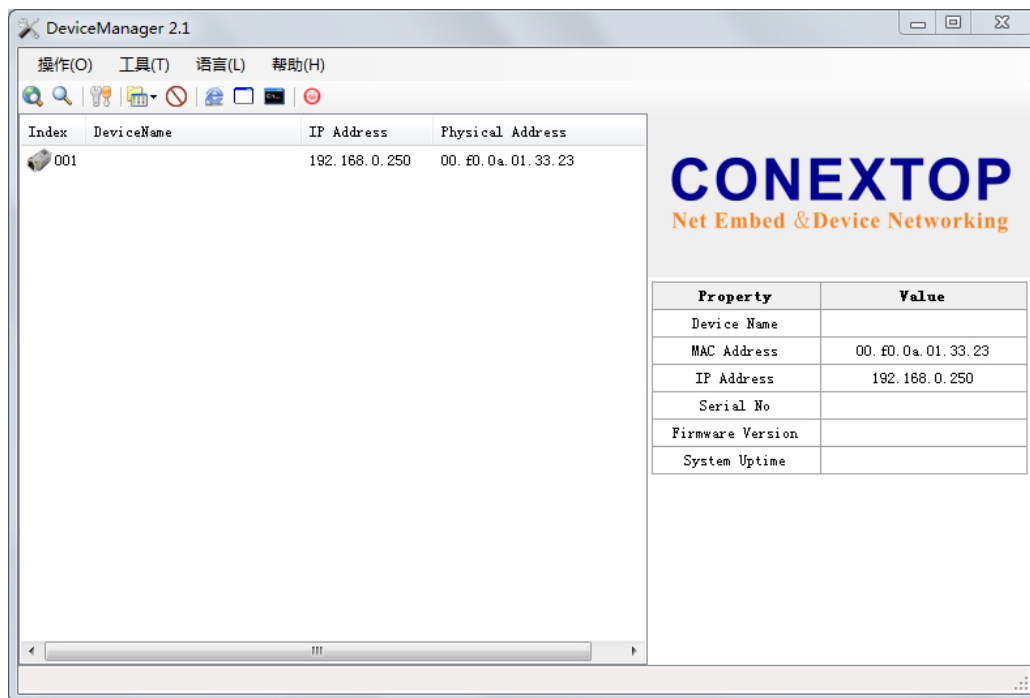 DeviceManager 2.1
操作(O) 工具(T) 语言(L) 帮助(H)
Index DeviceName IP Address Physical Address
001 192.168.0.250 00.f0.0a.01.33.23
CONEXTOP
Net Embed &Device Networking
Property Value
Device Name
MAC Address 00.f0.0a.01.33.23
IP Address 192.168.0.250
Serial No
Firmware Version
System Uptime